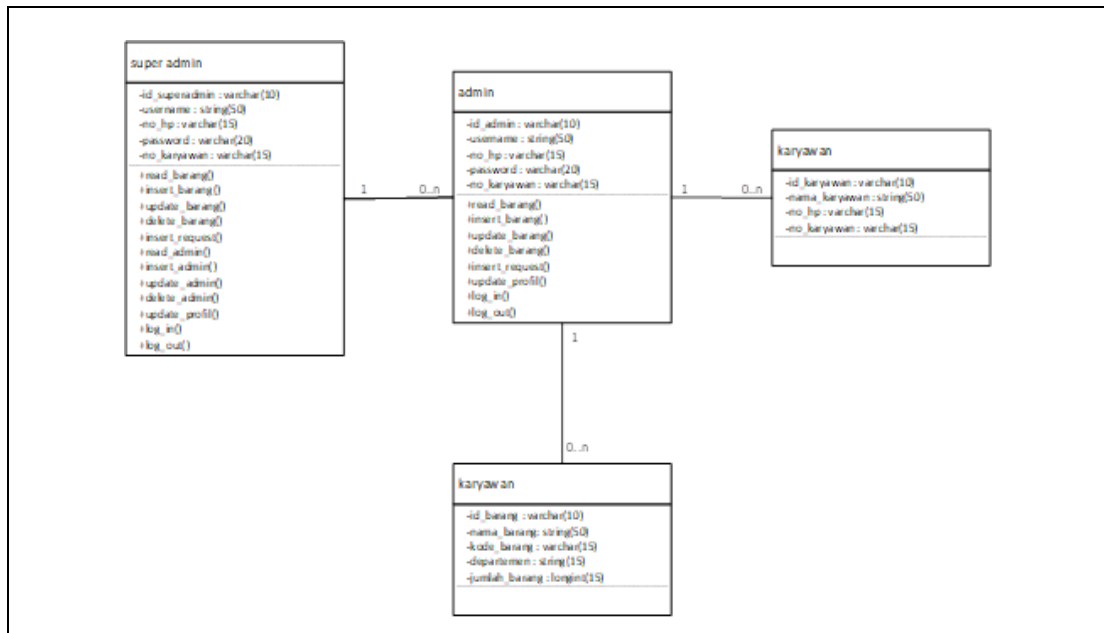 super admin
-id_superadmin : varchar(10)
-username : string(50)
-no_hp : varchar(15)
-password : varchar(20)
-no_karyawan : varchar(15)
+read_barang()
+insert_barang()
+update_barang()
+delete_barang()
+insert_request()
+read_admin()
+insert_admin()
+update_admin()
+delete_admin()
+update_profil()
+log_in()
+log_out()
1
0..n
admin
-id_admin : varchar(10)
-username : string(50)
-no_hp : varchar(15)
-password : varchar(20)
-no_karyawan : varchar(15)
+read_barang()
+insert_barang()
+update_barang()
+delete_barang()
+insert_request()
+update_profil()
+log_in()
+log_out()
1
0..n
karyawan
-id_karyawan : varchar(10)
-nama_karyawan : string(50)
-no_hp : varchar(15)
-no_karyawan : varchar(15)
1
0..n
karyawan
-id_barang : varchar(10)
-nama_barang: string(50)
-kode_barang : varchar(15)
-departemen : string(15)
-jumlah_barang : longint(15)